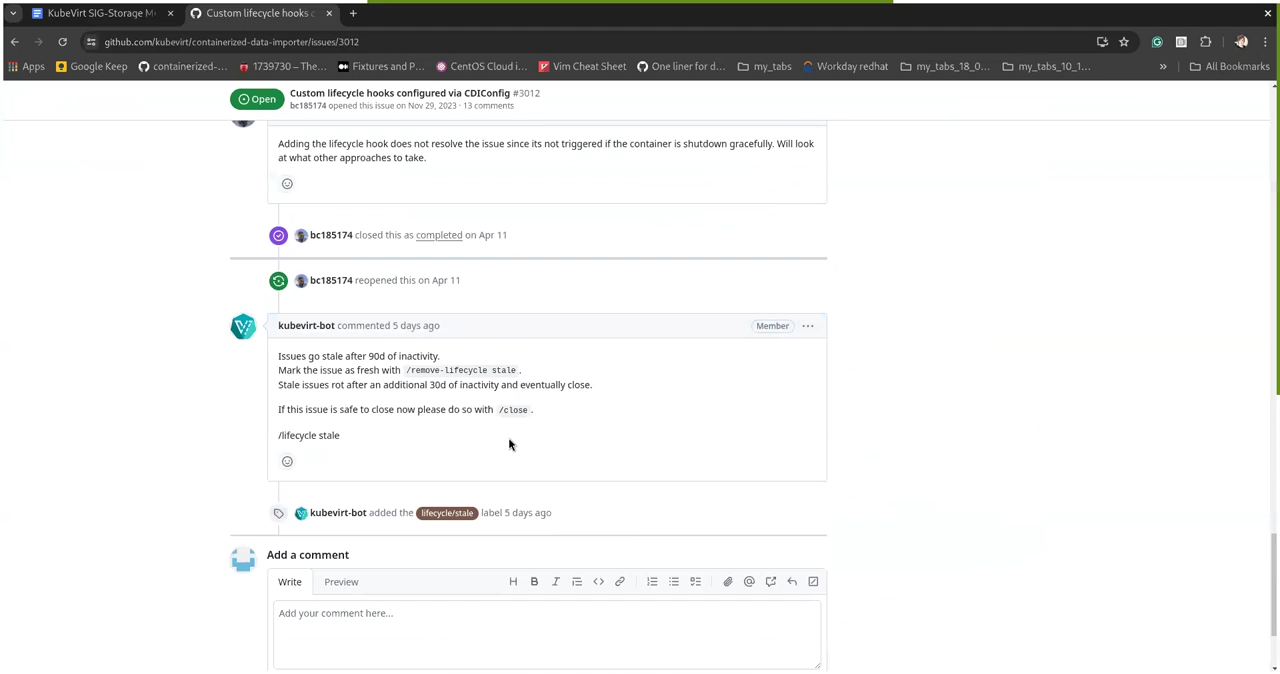 KubeVirt SIG-Storage M
Custom lifecycle hooks c
github.com/kubevirt/containerized-data-importer/issues/3012
Apps
Google Keep
containerized-...
1739730 – The...
Fixtures and P...
CentOS Cloud i...
Vim Cheat Sheet
One liner for d...
my_tabs
Workday redhat
my_tabs_18_0...
my_tabs_10_1...
»
All Bookmarks
Open
Custom lifecycle hooks configured via CDIConfig #3012
bc185174 opened this issue on Nov 29, 2023 · 13 comments
Adding the lifecycle hook does not resolve the issue since its not triggered if the container is shutdown gracefully. Will look
at what other approaches to take.
bc185174 closed this as completed on Apr 11
bc185174 reopened this on Apr 11
kubevirt-bot commented 5 days ago
Member
Issues go stale after 90d of inactivity.
Mark the issue as fresh with /remove-lifecycle stale .
Stale issues rot after an additional 30d of inactivity and eventually close.
If this issue is safe to close now please do so with /close .
/lifecycle stale
kubevirt-bot added the lifecycle/stale label 5 days ago
Add a comment
Write
Preview
Add your comment here...